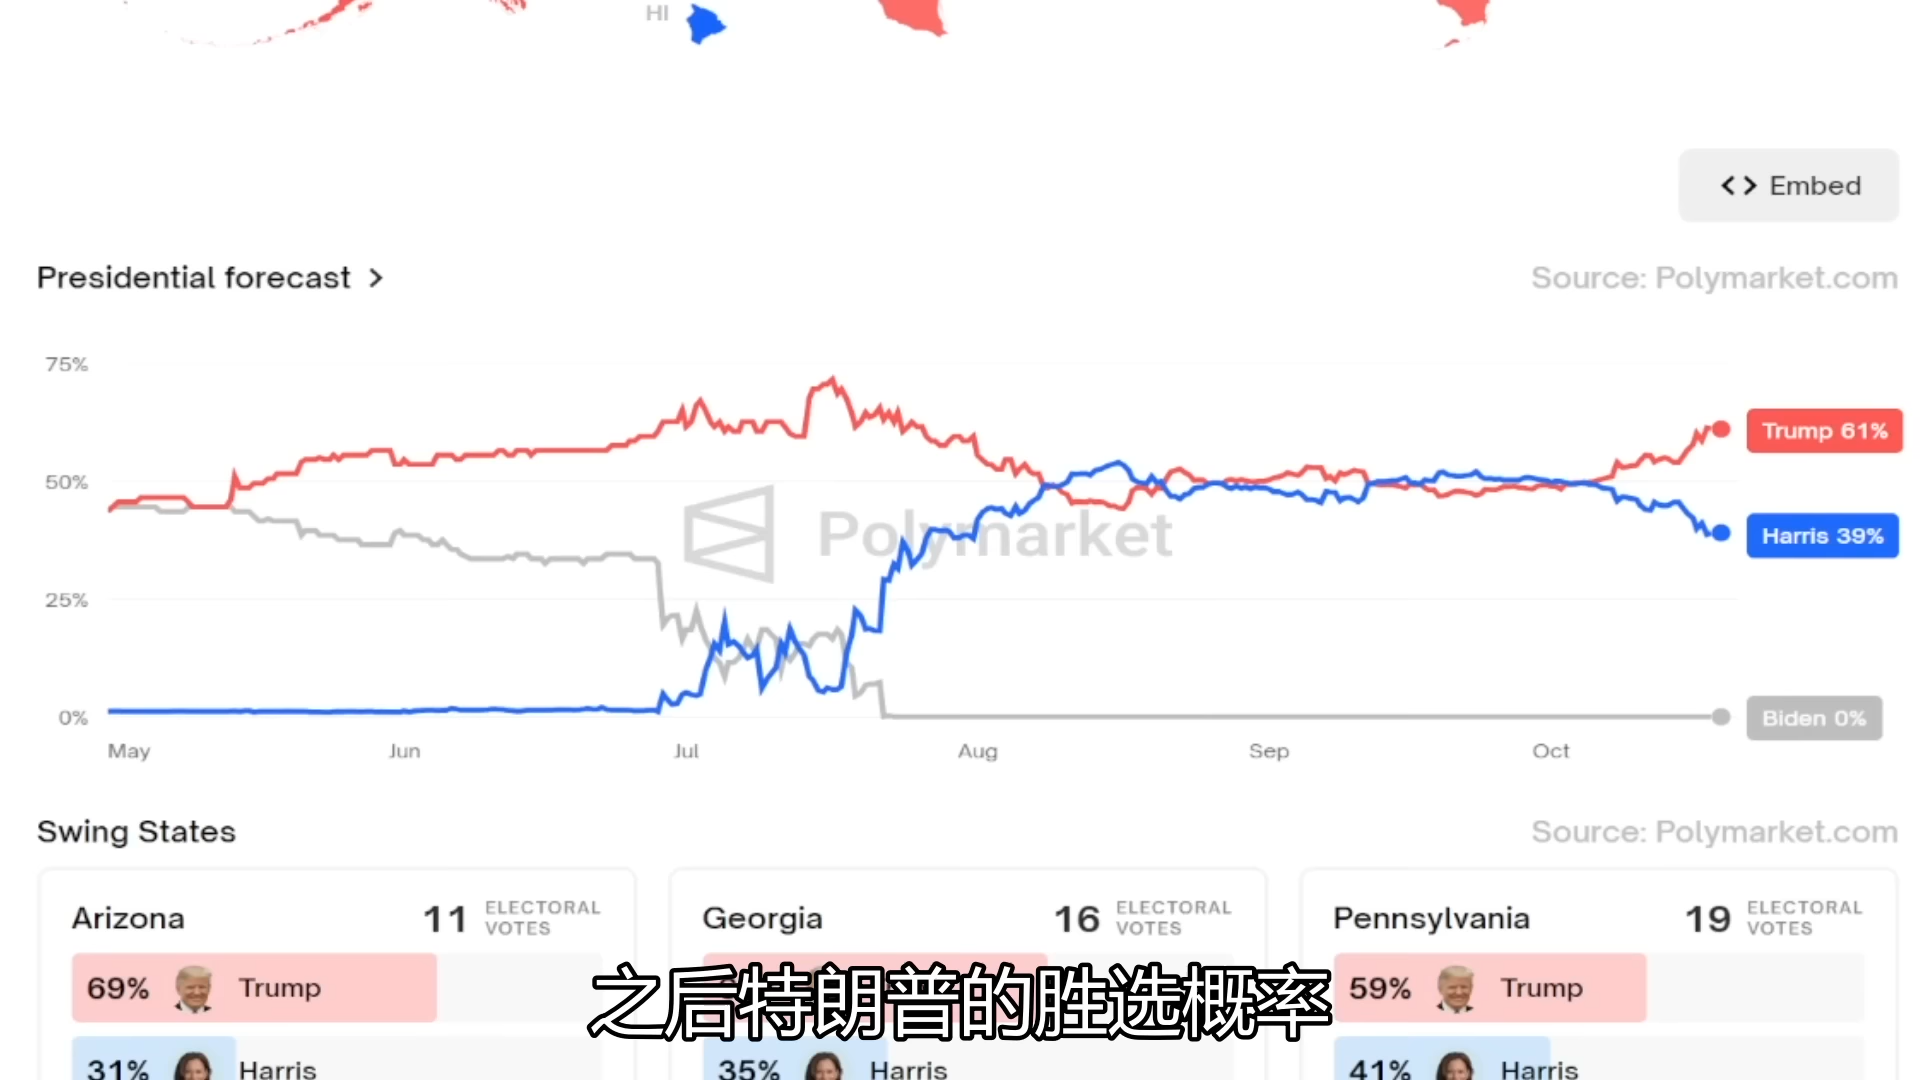 HI
<> Embed
Presidential forecast >
Source: Polymarket.com
75%
50%
25%
0%
Polymarket
Trump 61%
Harris 39%
Biden 0%
May Jun Jul Aug Sep Oct
Swing States
Source: Polymarket.com
Arizona 11 ELECTORAL VOTES
69% Trump
31% Harris
Georgia 16 ELECTORAL VOTES
35% Harris
Pennsylvania 19 ELECTORAL VOTES
59% Trump
41% Harris
之后特朗普的胜选概率